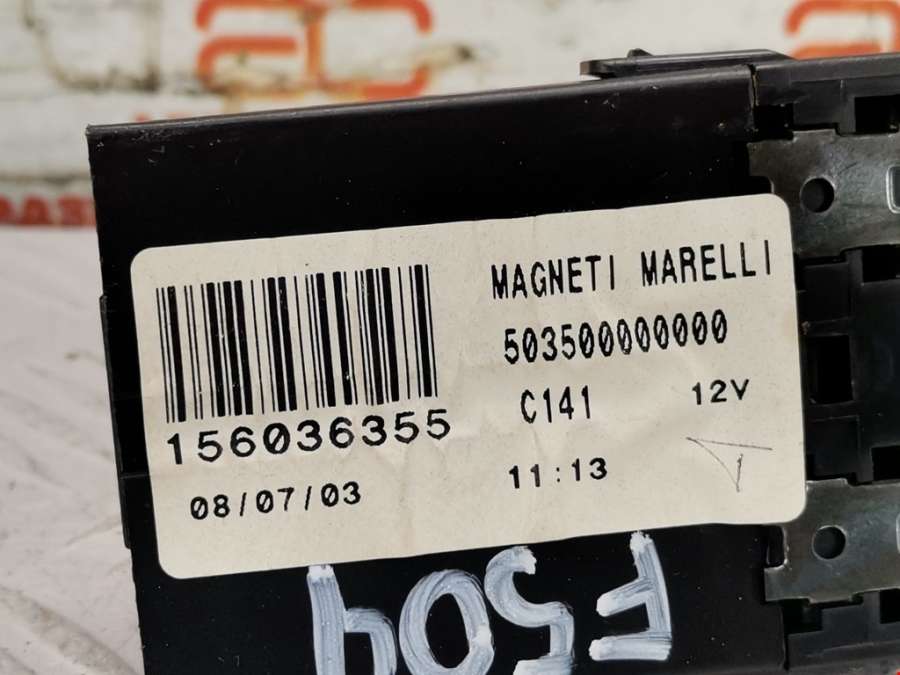 MAGNETI MARELLI
503500000000
C141 12V
156036355
08/07/03 11:13
F504